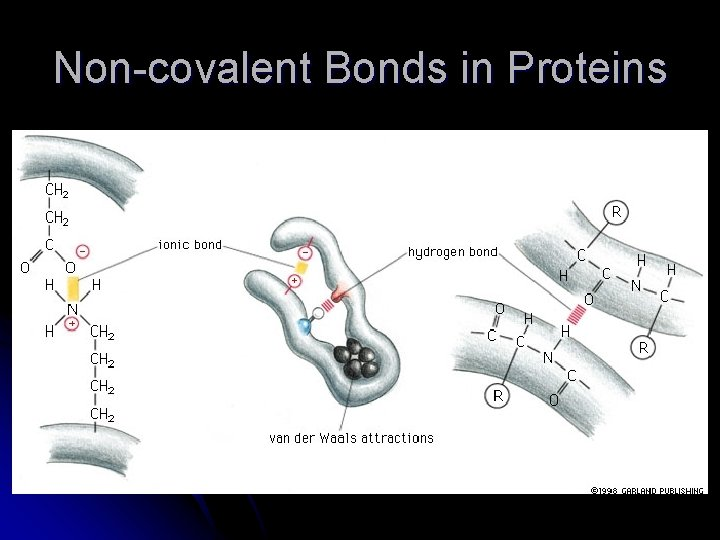 Non-covalent Bonds in Proteins
CH2
CH2
C
−
O
O
H
H
N
+
H
CH2
CH2
CH2
CH2
ionic bond
−
+
van der Waals attractions
hydrogen bond
R
C
H
H
H
C
N
O
C
O
H
H
C
C
N
R
C
R
O
©1998 GARLAND PUBLISHING